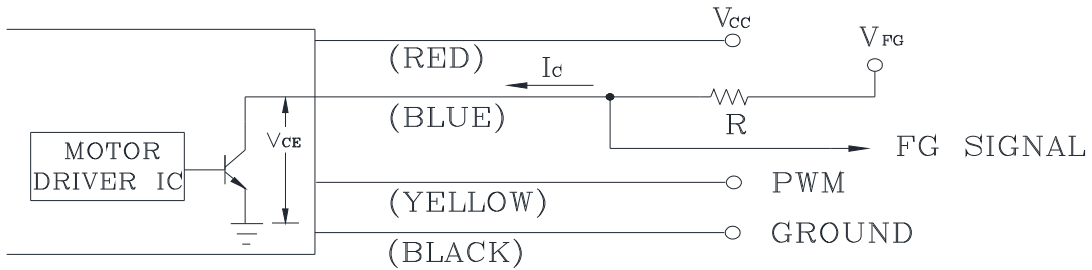 VCC
(RED)
VFG
IC
(BLUE)
R
VCE
MOTOR
DRIVER IC
FG SIGNAL
PWM
(YELLOW)
GROUND
(BLACK)